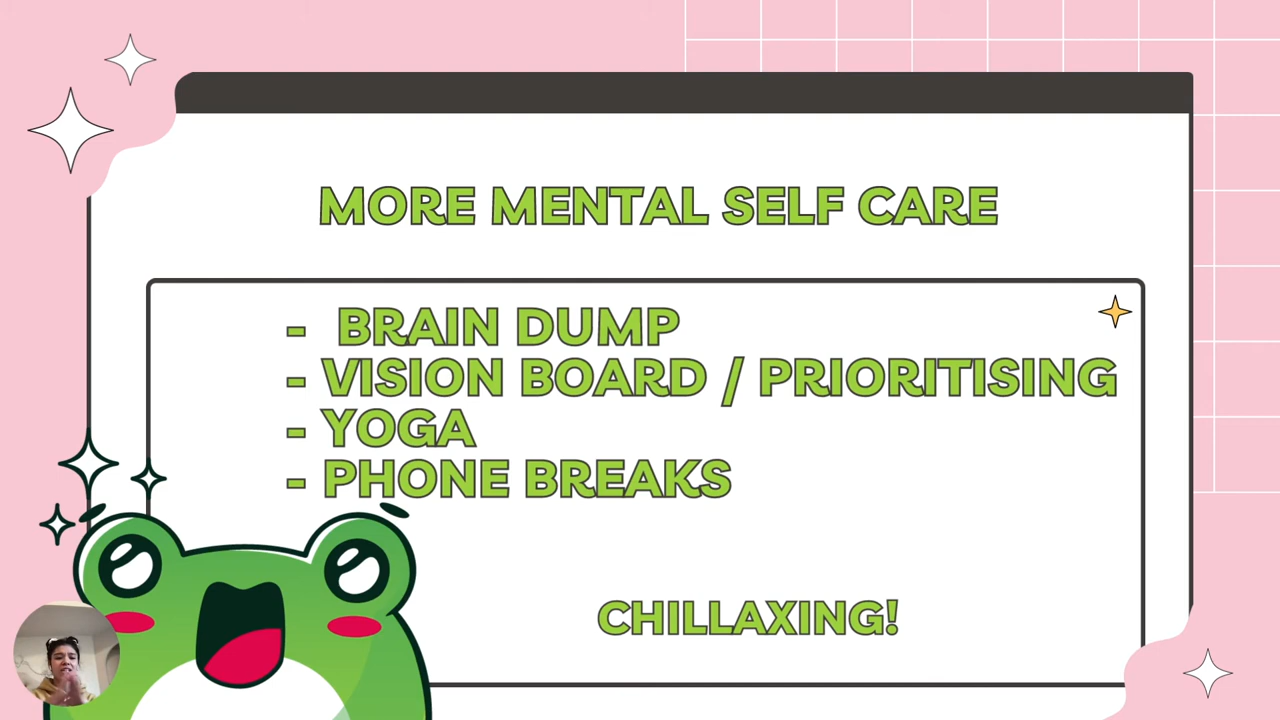 MORE MENTAL SELF CARE
- BRAIN DUMP
- VISION BOARD / PRIORITISING
- YOGA
- PHONE BREAKS
CHILLAXING!